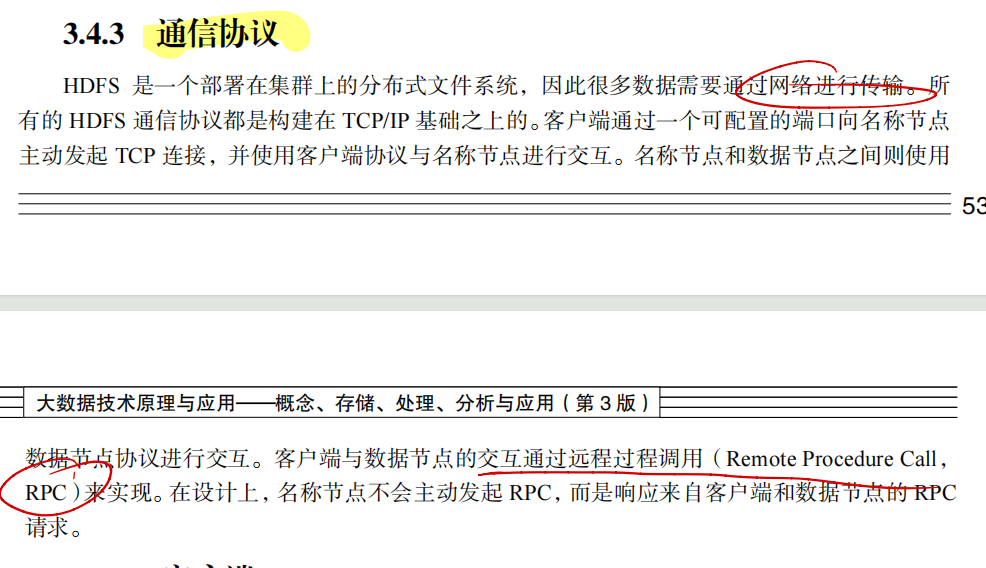 3.4.3 通信协议
HDFS 是一个部署在集群上的分布式文件系统，因此很多数据需要通过网络进行传输。所
有的 HDFS 通信协议都是构建在 TCP/IP 基础之上的。客户端通过一个可配置的端口向名称节点
主动发起 TCP 连接，并使用客户端协议与名称节点进行交互。名称节点和数据节点之间则使用
53
大数据技术原理与应用——概念、存储、处理、分析与应用（第 3 版）
数据节点协议进行交互。客户端与数据节点的交互通过远程过程调用（Remote Procedure Call，
RPC）来实现。在设计上，名称节点不会主动发起 RPC，而是响应来自客户端和数据节点的 RPC
请求。